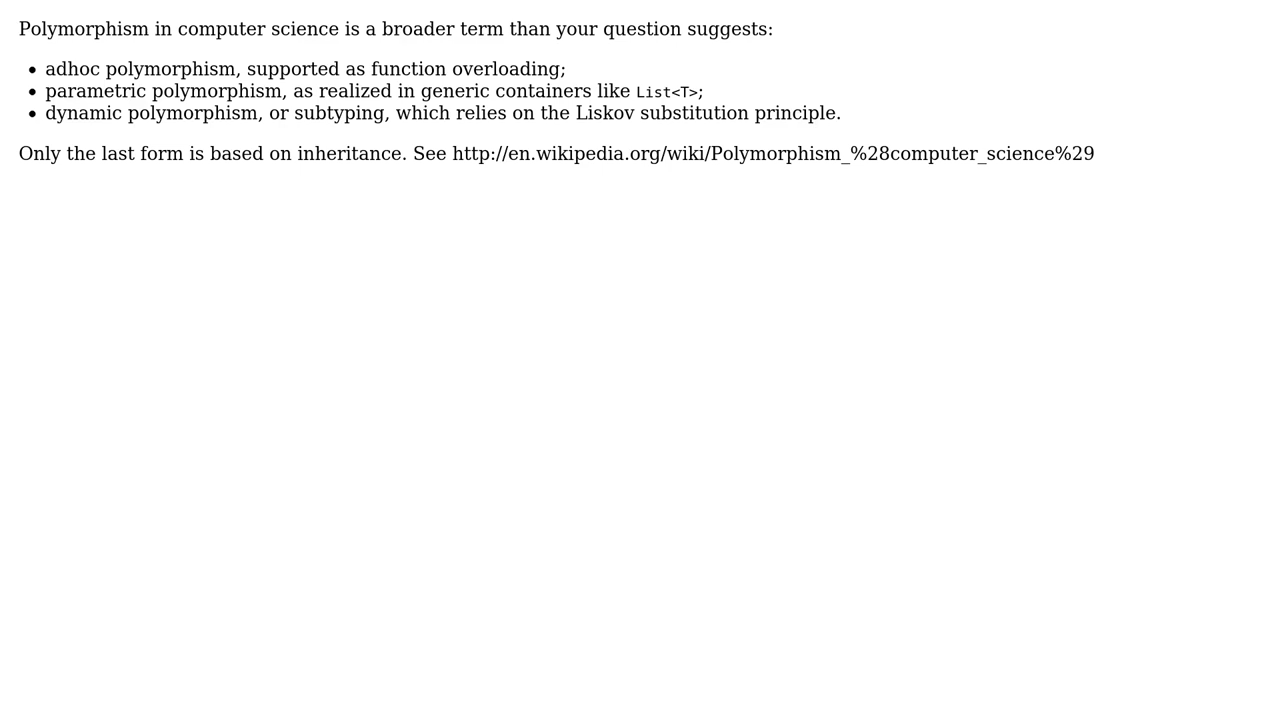 Polymorphism in computer science is a broader term than your question suggests:
• adhoc polymorphism, supported as function overloading;
• parametric polymorphism, as realized in generic containers like List<T>;
• dynamic polymorphism, or subtyping, which relies on the Liskov substitution principle.
Only the last form is based on inheritance. See http://en.wikipedia.org/wiki/Polymorphism_%28computer_science%29